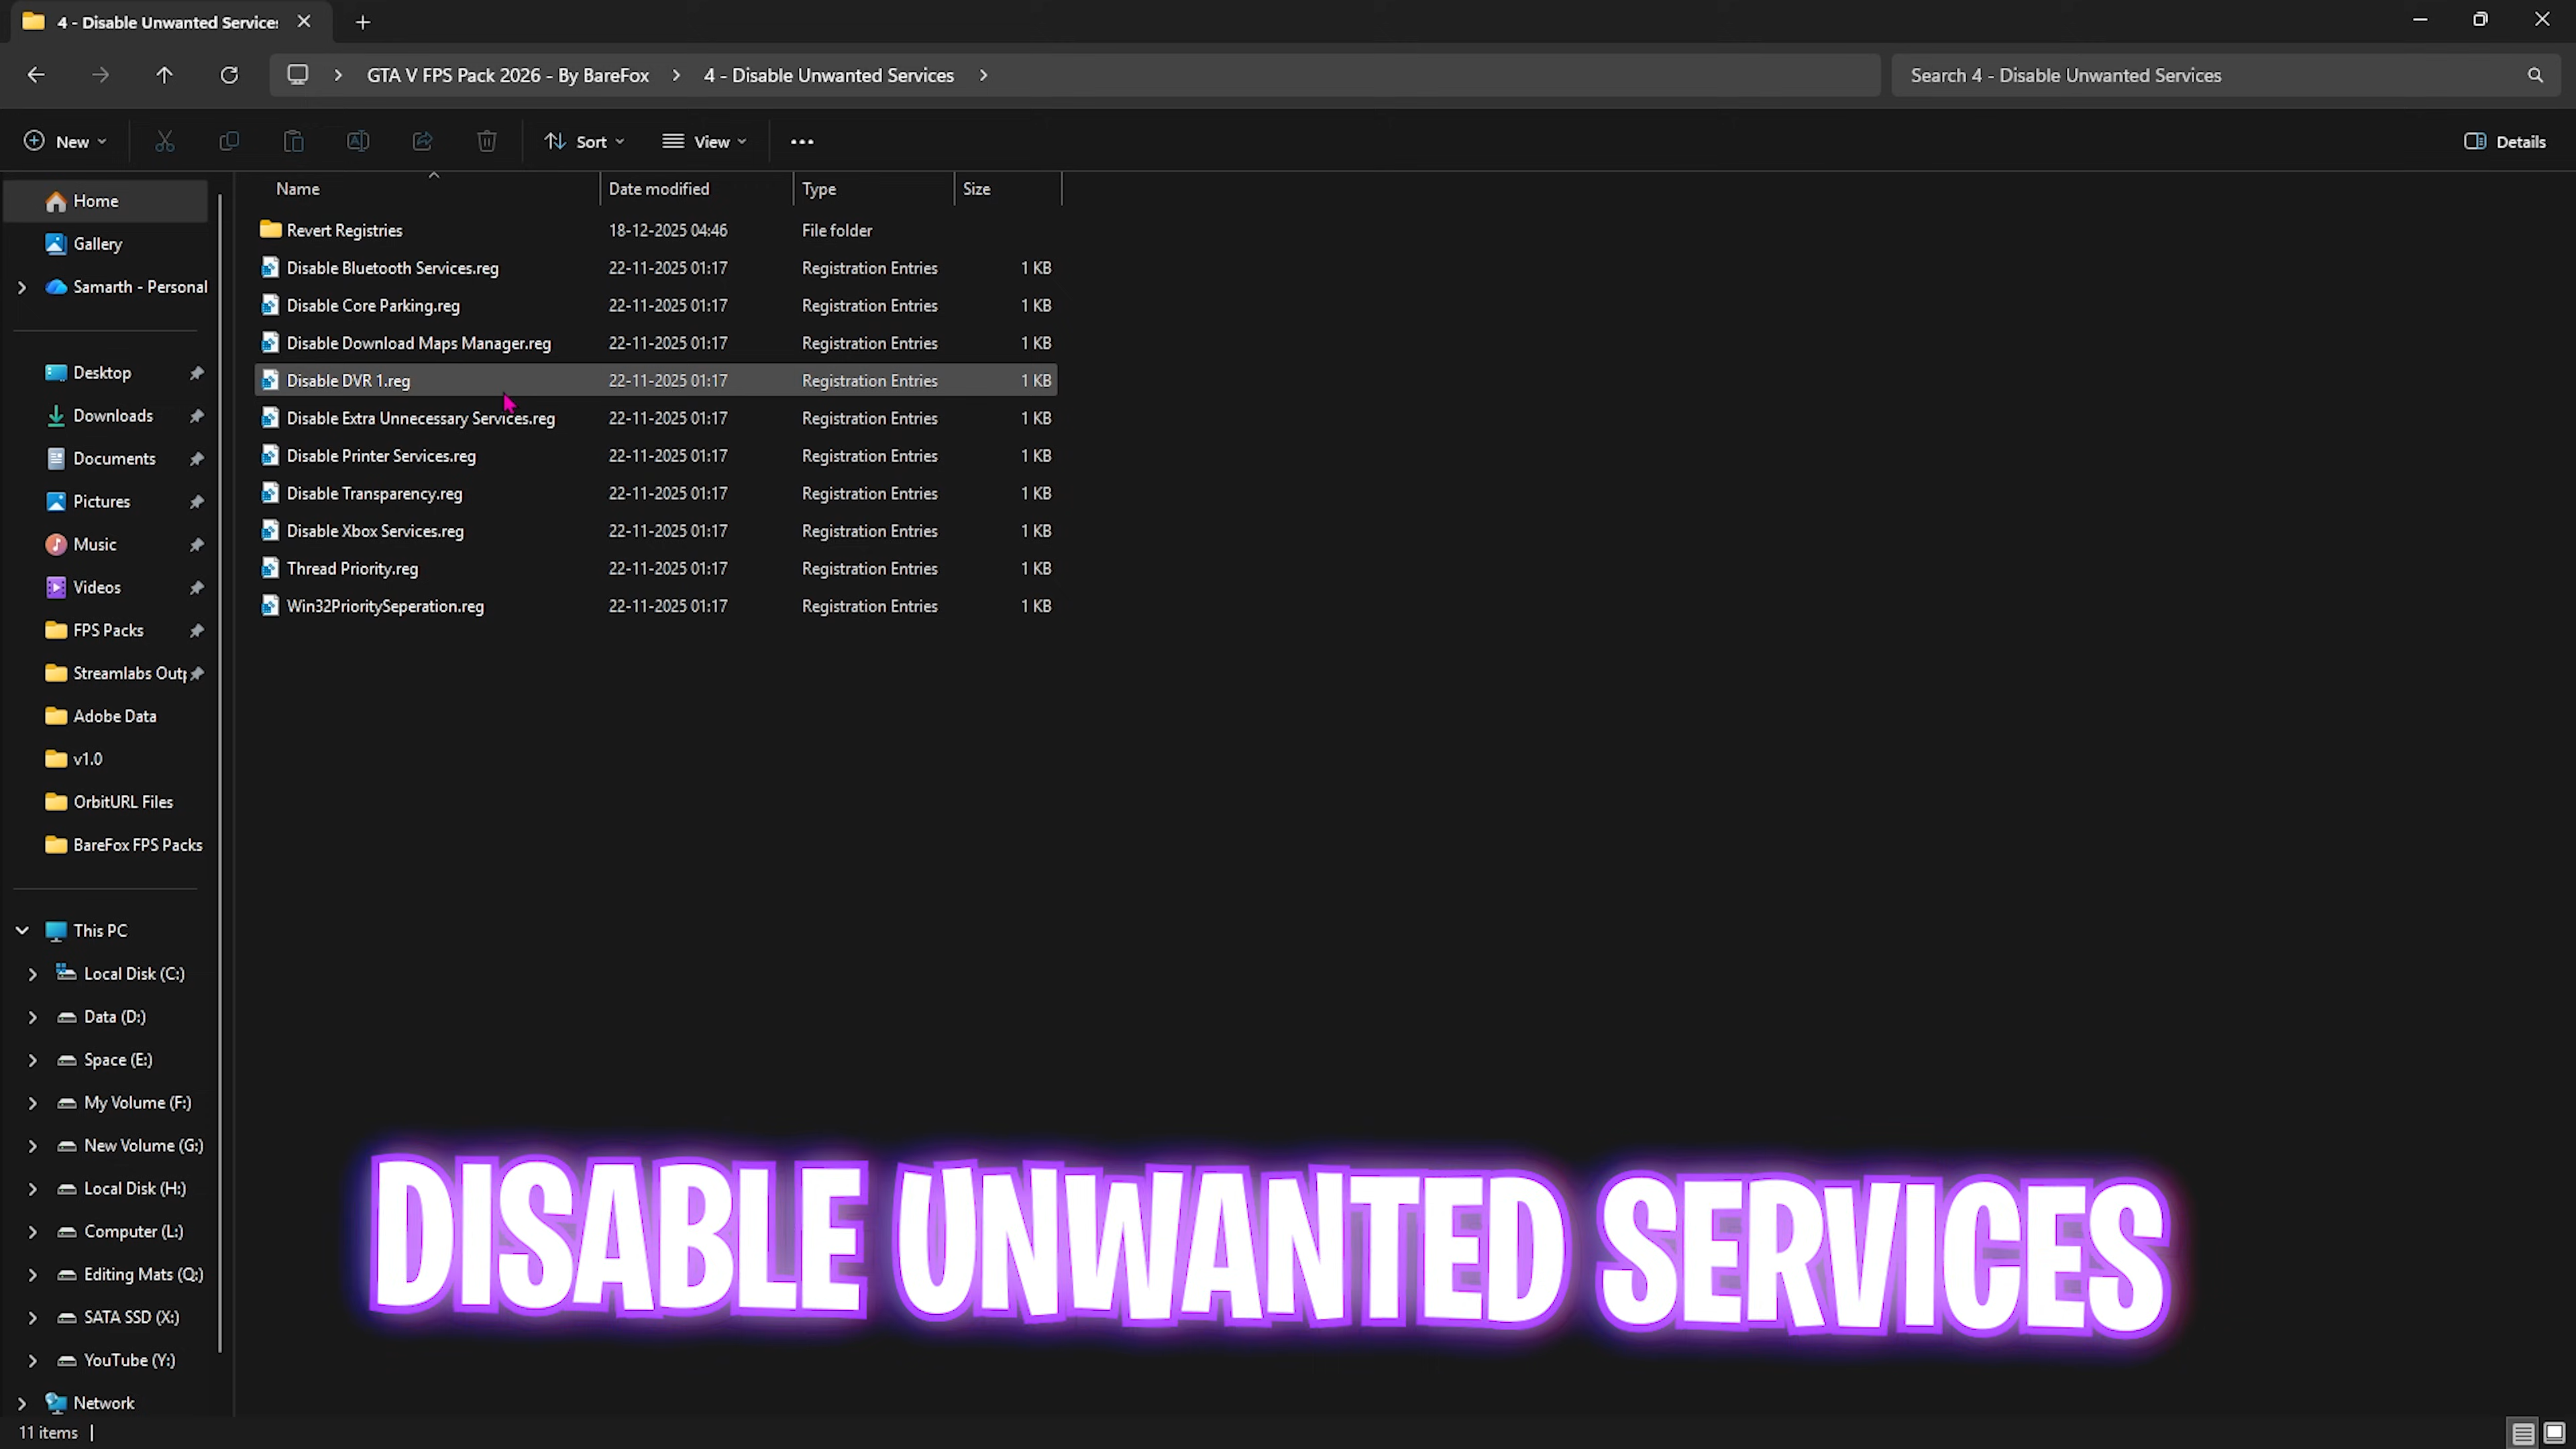 4 - Disable Unwanted Services
GTA V FPS Pack 2026 - By BareFox
4 - Disable Unwanted Services
Search 4 - Disable Unwanted Services
New
Sort
View
Details
Name
Date modified
Type
Size
Revert Registries 18-12-2025 04:46 File folder
Disable Bluetooth Services.reg 22-11-2025 01:17 Registration Entries 1 KB
Disable Core Parking.reg 22-11-2025 01:17 Registration Entries 1 KB
Disable Download Maps Manager.reg 22-11-2025 01:17 Registration Entries 1 KB
Disable DVR 1.reg 22-11-2025 01:17 Registration Entries 1 KB
Disable Extra Unnecessary Services.reg 22-11-2025 01:17 Registration Entries 1 KB
Disable Printer Services.reg 22-11-2025 01:17 Registration Entries 1 KB
Disable Transparency.reg 22-11-2025 01:17 Registration Entries 1 KB
Disable Xbox Services.reg 22-11-2025 01:17 Registration Entries 1 KB
Thread Priority.reg 22-11-2025 01:17 Registration Entries 1 KB
Win32PrioritySeperation.reg 22-11-2025 01:17 Registration Entries 1 KB
Home
Gallery
Samarth - Personal
Desktop
Downloads
Documents
Pictures
Music
Videos
FPS Packs
Streamlabs Outp
Adobe Data
v1.0
OrbitURL Files
BareFox FPS Packs
This PC
Local Disk (C:)
Data (D:)
Space (E:)
My Volume (F:)
New Volume (G:)
Local Disk (H:)
Computer (L:)
Editing Mats (Q:)
SATA SSD (X:)
YouTube (Y:)
Network
11 items
DISABLE UNWANTED SERVICES